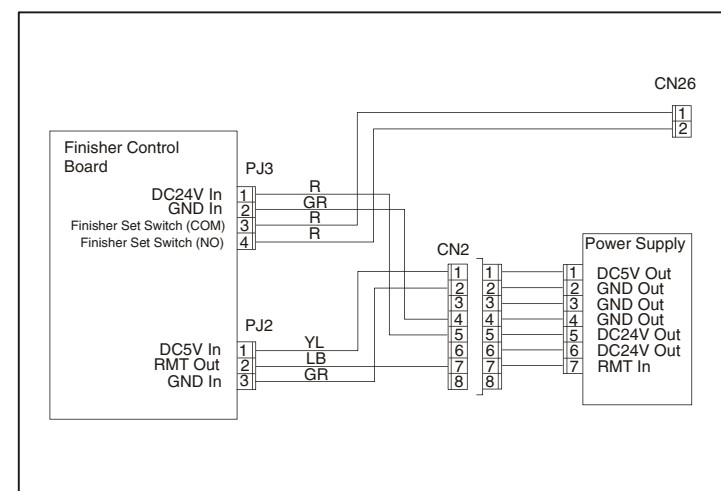 CN26
1
2
Finisher Control
Board
PJ3
DC24V In 1 R
GND In 2 GR
Finisher Set Switch (COM) 3 R
Finisher Set Switch (NO) 4 R
CN2
Power Supply
1 1 1 DC5V Out
2 2 2 GND Out
3 3 3 GND Out
4 4 4 GND Out
5 5 5 DC24V Out
6 6 6 DC24V Out
7 7 7 RMT In
8 8
PJ2
DC5V In 1 YL
RMT Out 2 LB
GND In 3 GR